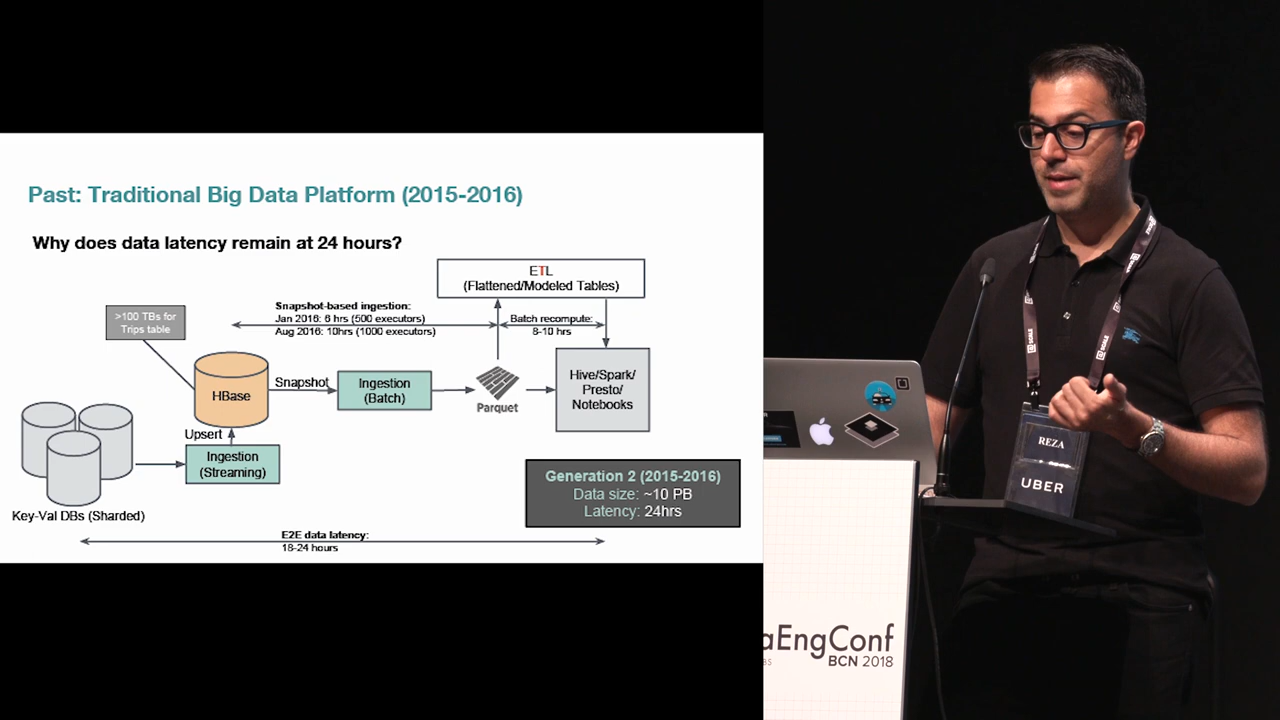 Past: Traditional Big Data Platform (2015-2016)
Why does data latency remain at 24 hours?
ETL
(Flattened/Modeled Tables)
>100 TBs for
Trips table
Snapshot-based ingestion:
Jan 2016: 6 hrs (500 executors)
Aug 2016: 10hrs (1000 executors)
Batch recompute:
8-10 hrs
HBase
Snapshot
Ingestion
(Batch)
Parquet
Hive/Spark/
Presto/
Notebooks
Upsert
Ingestion
(Streaming)
Key-Val DBs (Sharded)
Generation 2 (2015-2016)
Data size: ~10 PB
Latency: 24hrs
E2E data latency:
18-24 hours
REZA
UBER
aEngConf
BCN 2018